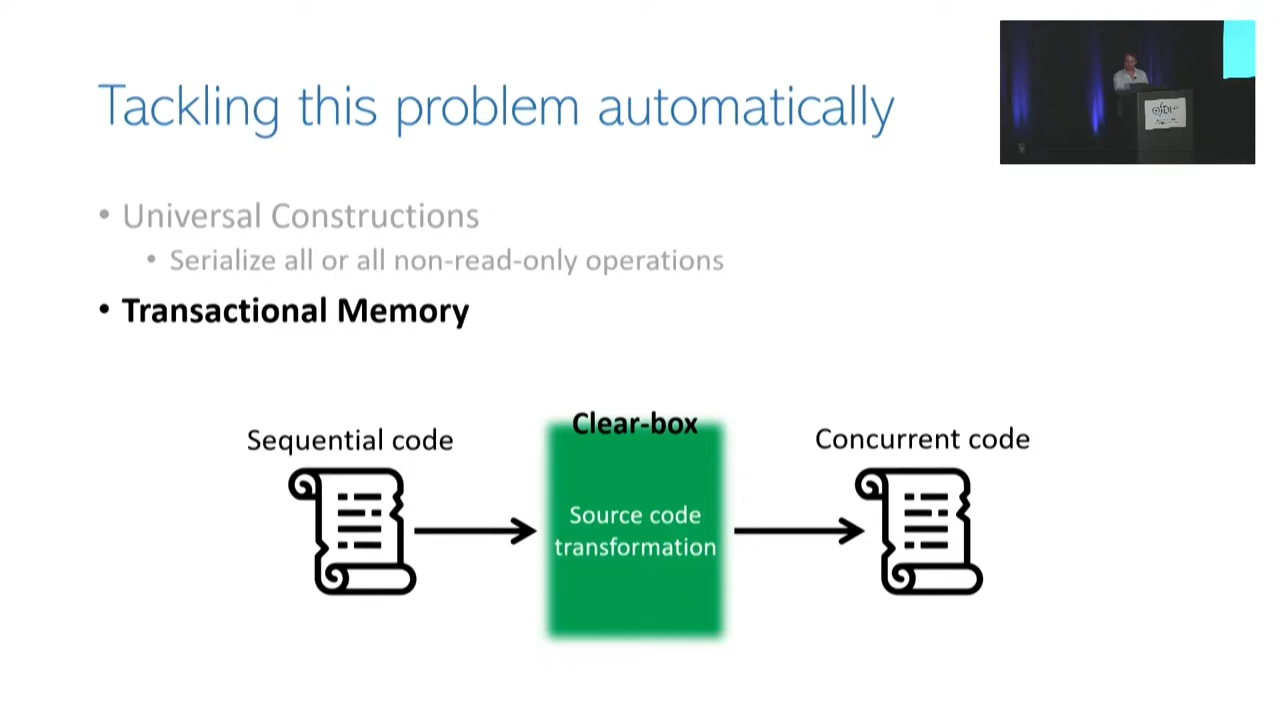 Tackling this problem automatically
• Universal Constructions
• Serialize all or all non-read-only operations
• Transactional Memory
Clear-box
Sequential code
Concurrent code
Source code
transformation